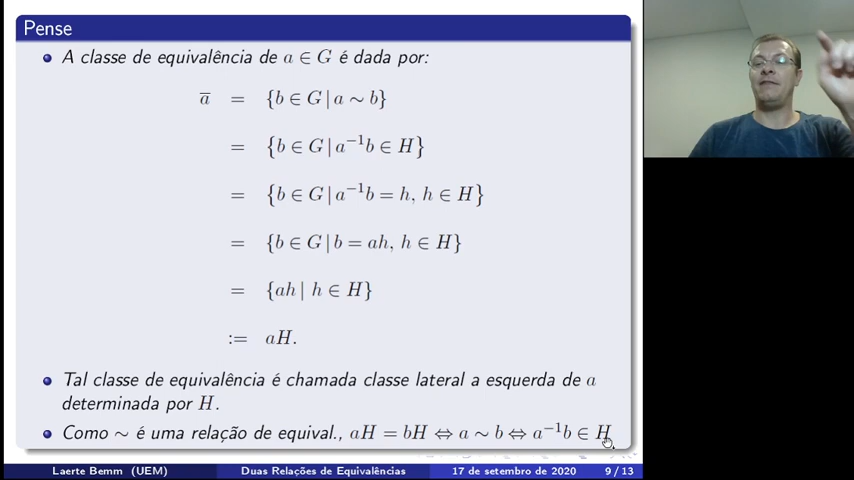 Pense
A classe de equivalência de a ∈ G é dada por:
a̅ = {b ∈ G | a ∼ b}
= {b ∈ G | a⁻¹b ∈ H}
= {b ∈ G | a⁻¹b = h, h ∈ H}
= {b ∈ G | b = ah, h ∈ H}
= {ah | h ∈ H}
:= aH.
Tal classe de equivalência é chamada classe lateral a esquerda de a
determinada por H.
Como ∼ é uma relação de equival., aH = bH ⇔ a ∼ b ⇔ a⁻¹b ∈ H.
Laerte Bemm (UEM) Duas Relações de Equivalências 17 de setembro de 2020 9 / 13